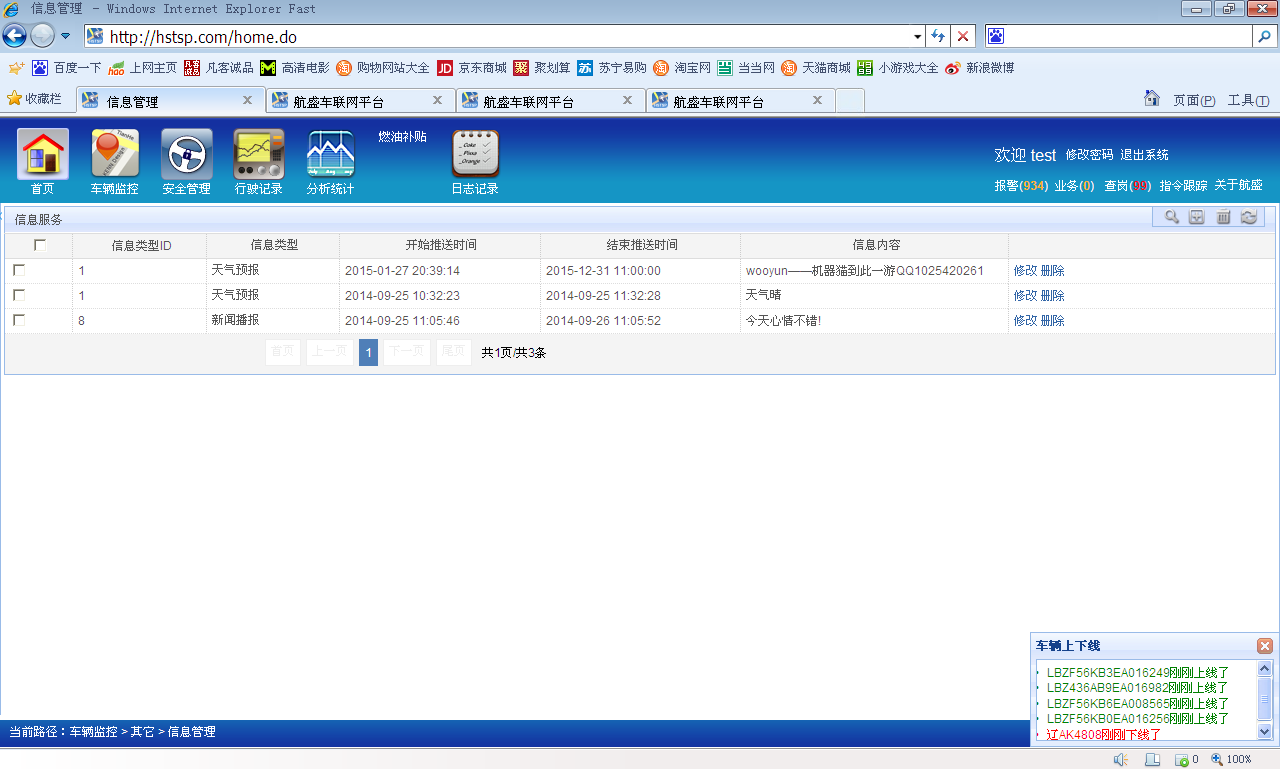 信息管理 - Windows Internet Explorer Fast
http://hstsp.com/home.do
百度一下 hao 上网主页 凡客诚品 高清电影 购物网站大全 JD 京东商城 聚划算 苏宁易购 淘宝网 当当网 天猫商城 小游戏大全 新浪微博
收藏栏 信息管理 航盛车联网平台 航盛车联网平台 航盛车联网平台 页面(P) 工具(T)
燃油补贴
欢迎 test 修改密码 退出系统
首页 车辆监控 安全管理 行驶记录 分析统计 日志记录
报警(934) 业务(0) 查岗(99) 指令跟踪 关于航盛
信息服务
信息类型ID 信息类型 开始推送时间 结束推送时间 信息内容
1 天气预报 2015-01-27 20:39:14 2015-12-31 11:00:00 wooyun——机器猫到此一游QQ1025420261 修改 删除
1 天气预报 2014-09-25 10:32:23 2014-09-25 11:32:28 天气晴 修改 删除
8 新闻播报 2014-09-25 11:05:46 2014-09-26 11:05:52 今天心情不错! 修改 删除
首页 上一页 1 下一页 尾页 共1页/共3条
车辆上下线
LBZF56KB3EA016249刚刚上线了
LBZ436AB9EA016982刚刚上线了
LBZF56KB6EA008565刚刚上线了
LBZF56KB0EA016256刚刚上线了
辽AK4808刚刚下线了
当前路径：车辆监控 > 其它 > 信息管理
0 100%